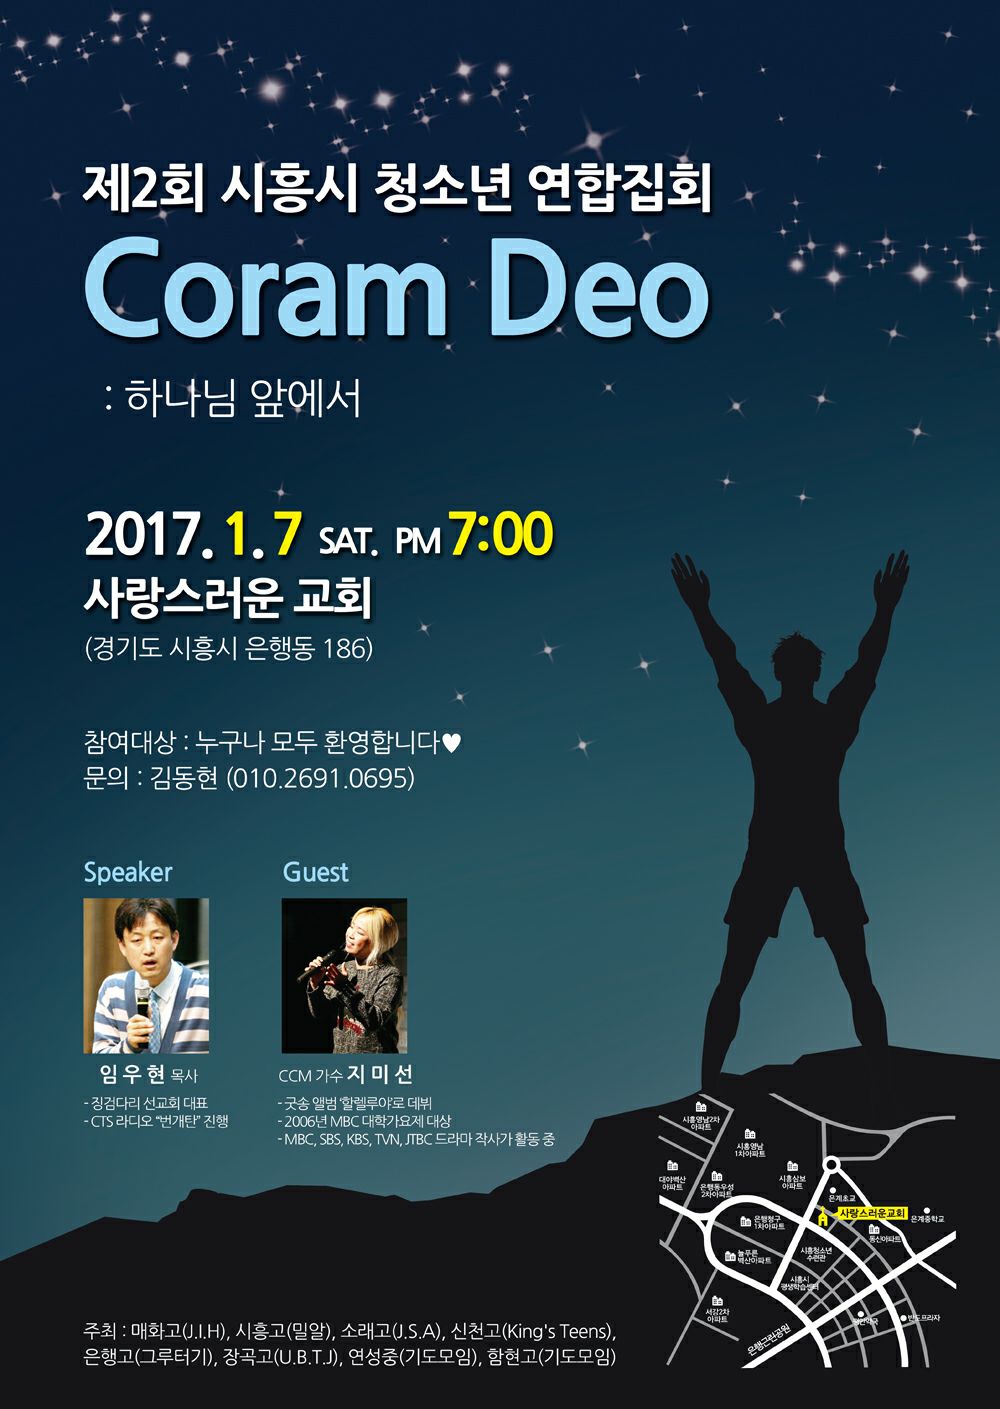 제2회 시흥시 청소년 연합집회
Coram Deo
: 하나님 앞에서
2017. 1. 7 SAT. PM 7:00
사랑스러운 교회
(경기도 시흥시 은행동 186)
참여대상 : 누구나 모두 환영합니다♥
문의 : 김동현 (010.2691.0695)
Speaker
임우현 목사
- 징검다리 선교회 대표
- CTS 라디오 “번개탄” 진행
Guest
CCM 가수 지미선
- 굿송 앨범 '할렐루야'로 데뷔
- 2006년 MBC 대학가요제 대상
- MBC, SBS, KBS, TVN, JTBC 드라마 작사가 활동 중
시흥영남2차
아파트
시흥영남
1차아파트
대야벽산
아파트
은행동우성
2차아파트
시흥삼보
아파트
은계초교
사랑스러운교회
은계중학교
은행청구
1차아파트
동신아파트
늘푸른
벽산아파트
시흥청소년
수련관
시흥시
평생학습센터
서강2차
아파트
반도프라자
은행근린공원
주최 : 매화고(J.I.H), 시흥고(밀알), 소래고(J.S.A), 신천고(King's Teens),
은행고(그루터기), 장곡고(U.B.T.J), 연성중(기도모임), 함현고(기도모임)